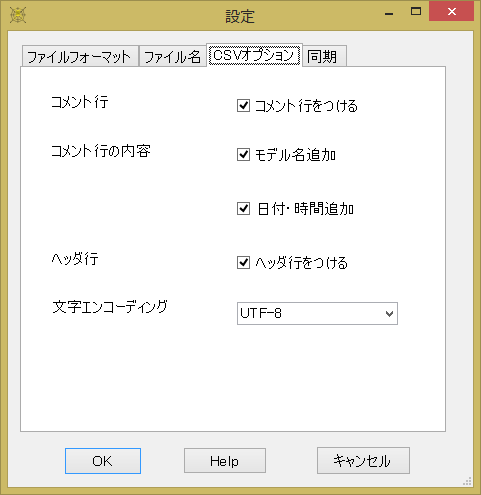 設定
ファイルフォーマット ファイル名 CSVオプション 同期
コメント行 コメント行をつける
コメント行の内容 モデル名追加
日付・時間追加
ヘッダ行 ヘッダ行をつける
文字エンコーディング UTF-8
OK Help キャンセル